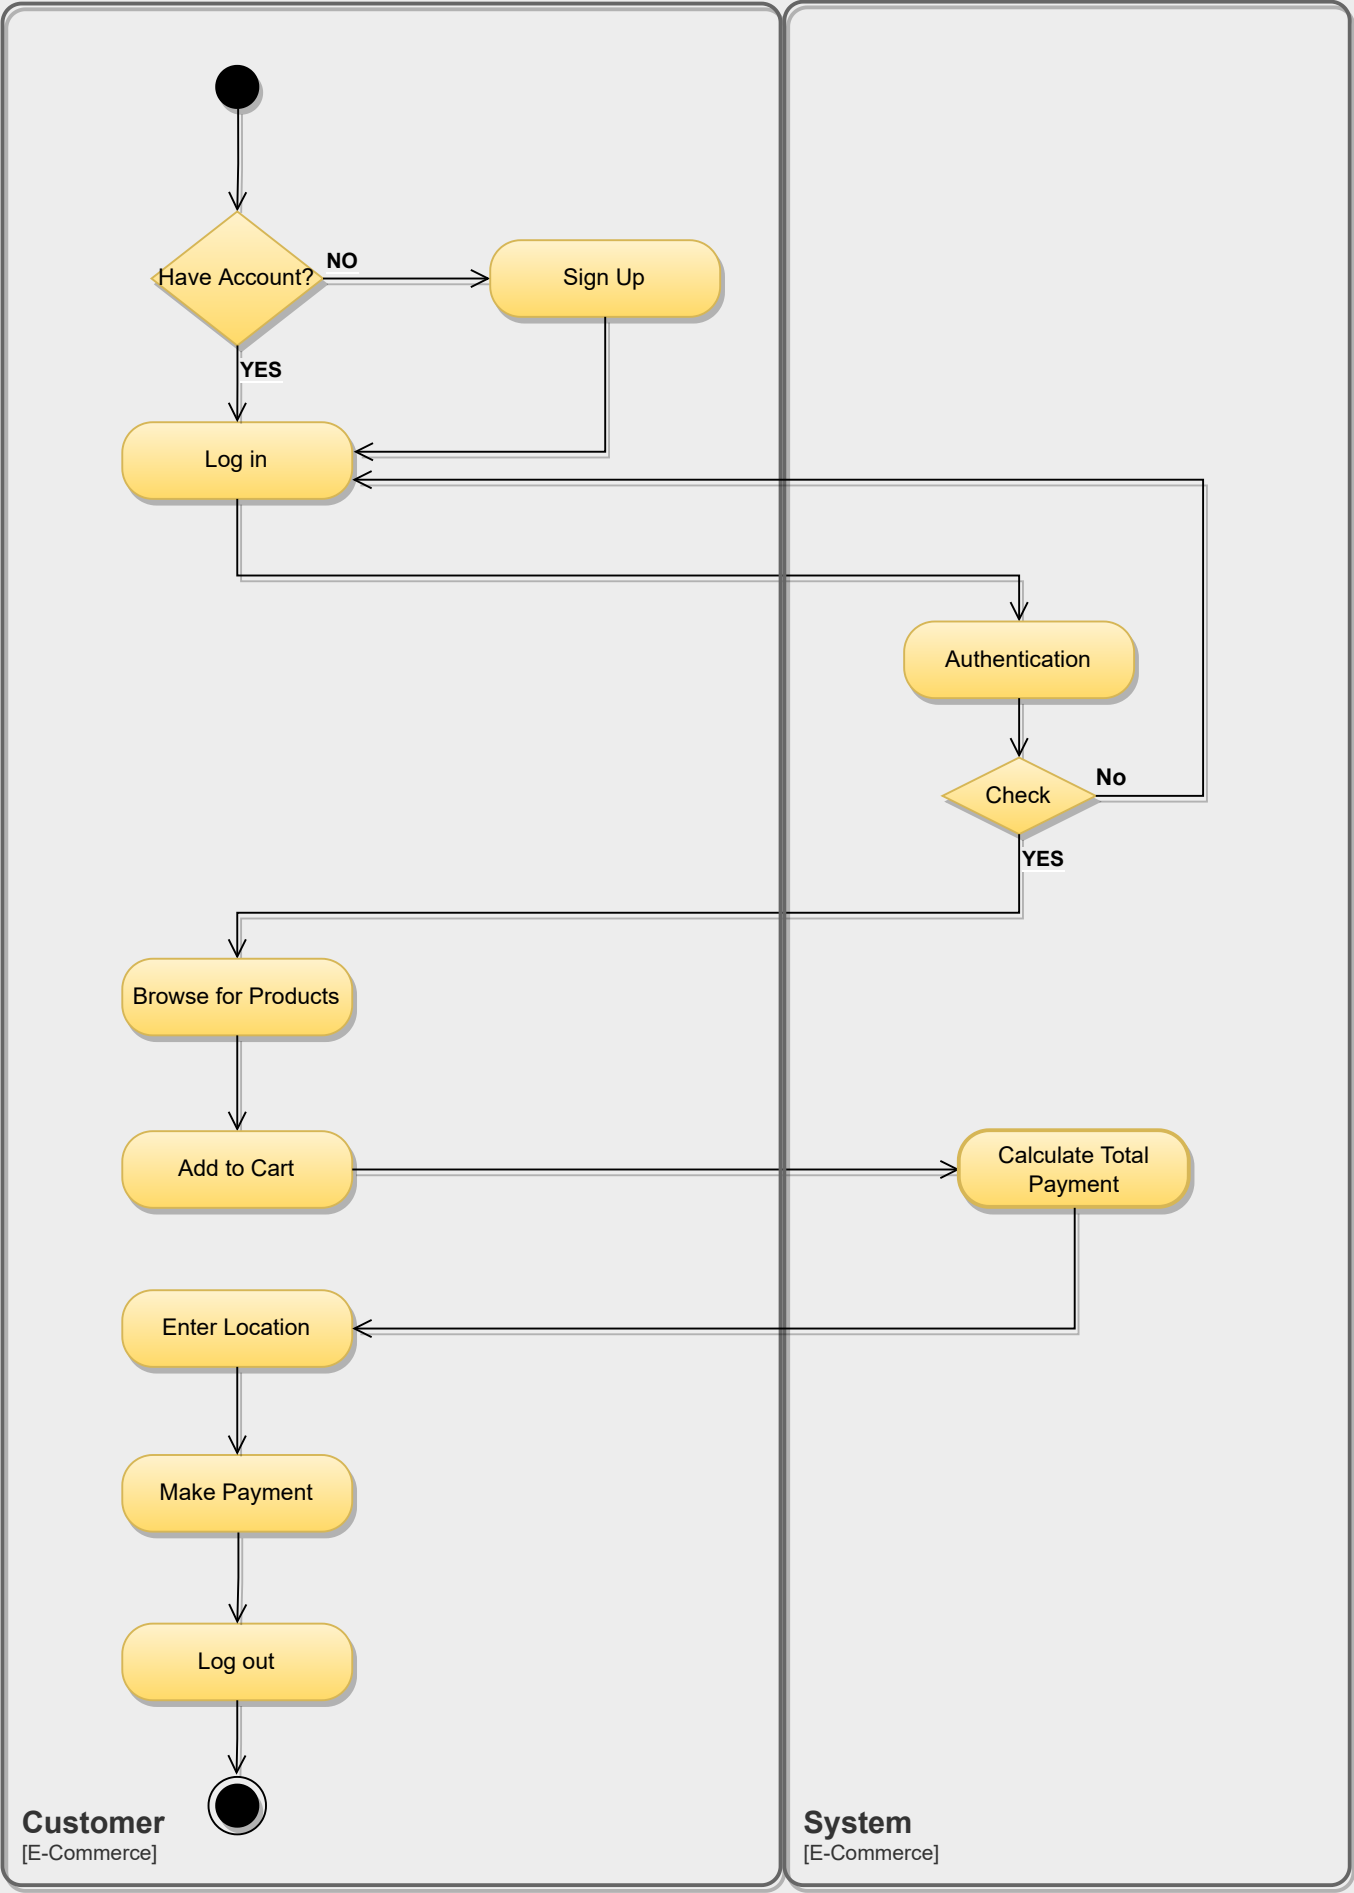 Have Account?
NO
Sign Up
YES
Log in
Authentication
Check
No
YES
Browse for Products
Add to Cart
Calculate Total
Payment
Enter Location
Make Payment
Log out
Customer
[E-Commerce]
System
[E-Commerce]